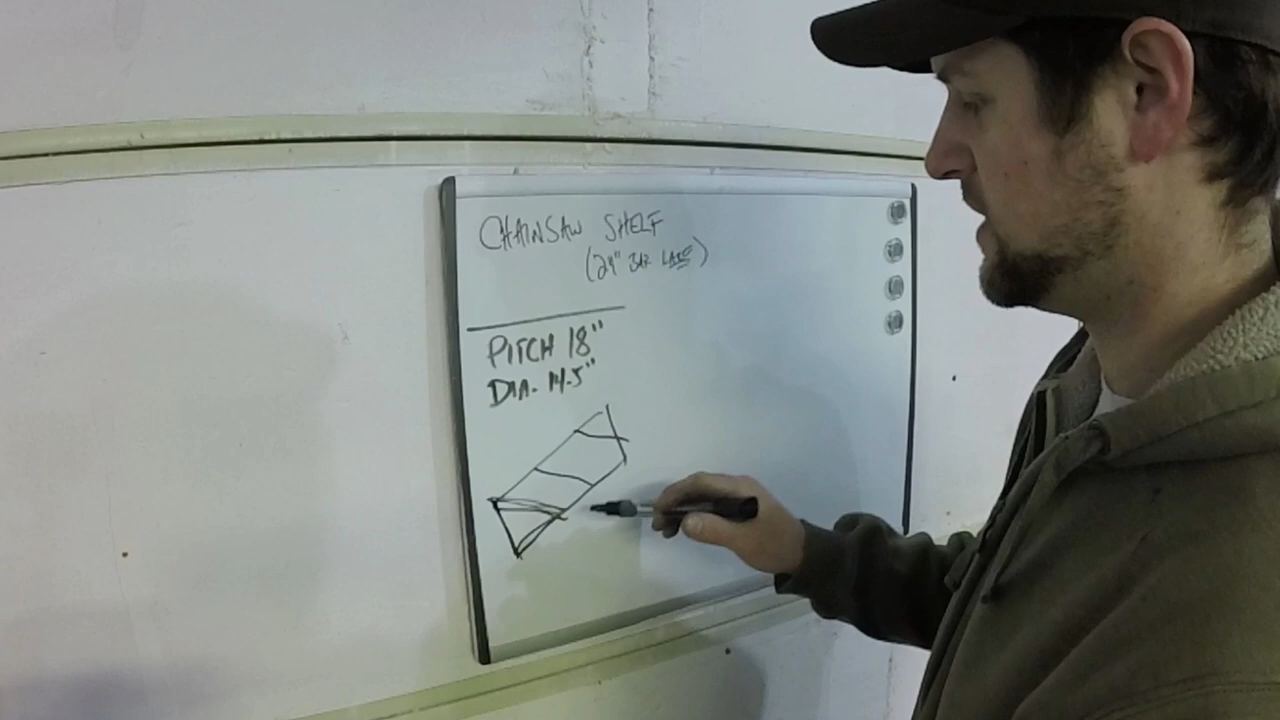 CHAINSAW SHELF
(24" BAR LAKE)
PITCH 18"
DIA. 14.5"